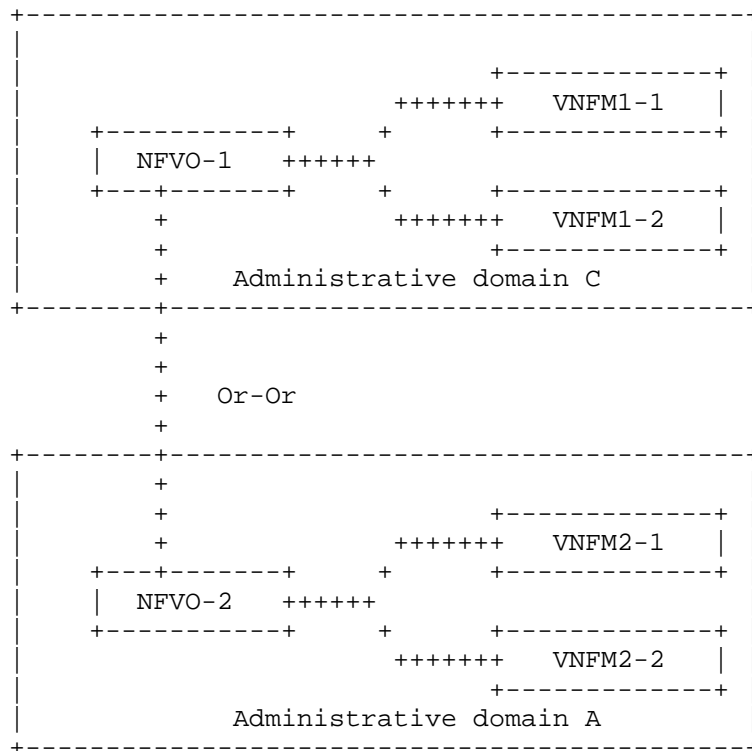 VNFM1-1
NFVO-1
VNFM1-2
Administrative domain C
Or-Or
VNFM2-1
NFVO-2
VNFM2-2
Administrative domain A